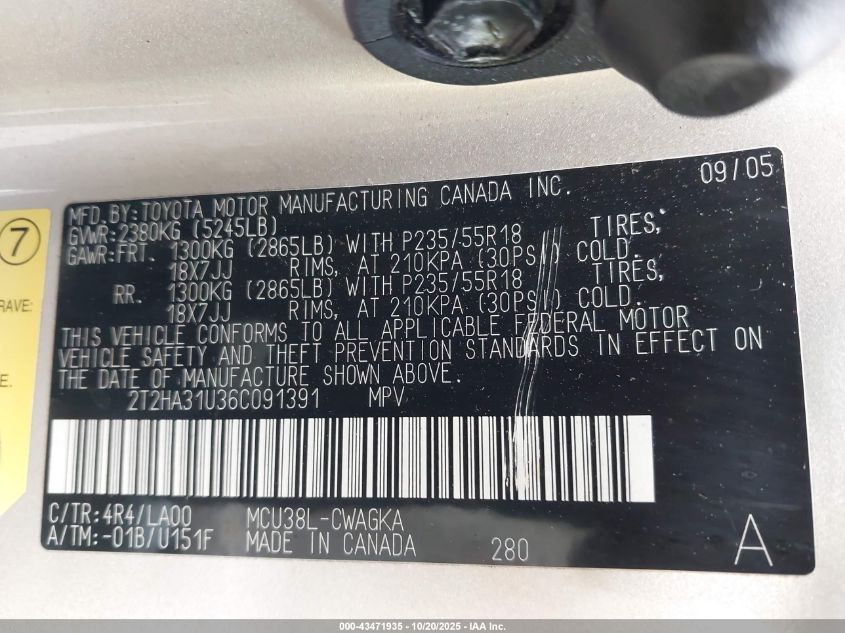 09/05
MFD. BY: TOYOTA MOTOR MANUFACTURING CANADA INC.
GVWR: 2380KG (5245LB)
GAWR: FRT. 1300KG (2865LB) WITH P235/55R18 TIRES,
18X7JJ RIMS, AT 210KPA (30PSI) COLD.
RR. 1300KG (2865LB) WITH P235/55R18 TIRES,
18X7JJ RIMS, AT 210KPA (30PSI) COLD.
THIS VEHICLE CONFORMS TO ALL APPLICABLE FEDERAL MOTOR
VEHICLE SAFETY AND THEFT PREVENTION STANDARDS IN EFFECT ON
THE DATE OF MANUFACTURE SHOWN ABOVE.
2T2HA31U36C091391 MPV
C/TR: 4R4/LA00 MCU38L-CWAGKA
A/TM: -01B/U151F MADE IN CANADA 280 A
7
RAVE:
E.
000-43471935 - 10/20/2025 - IAA Inc.